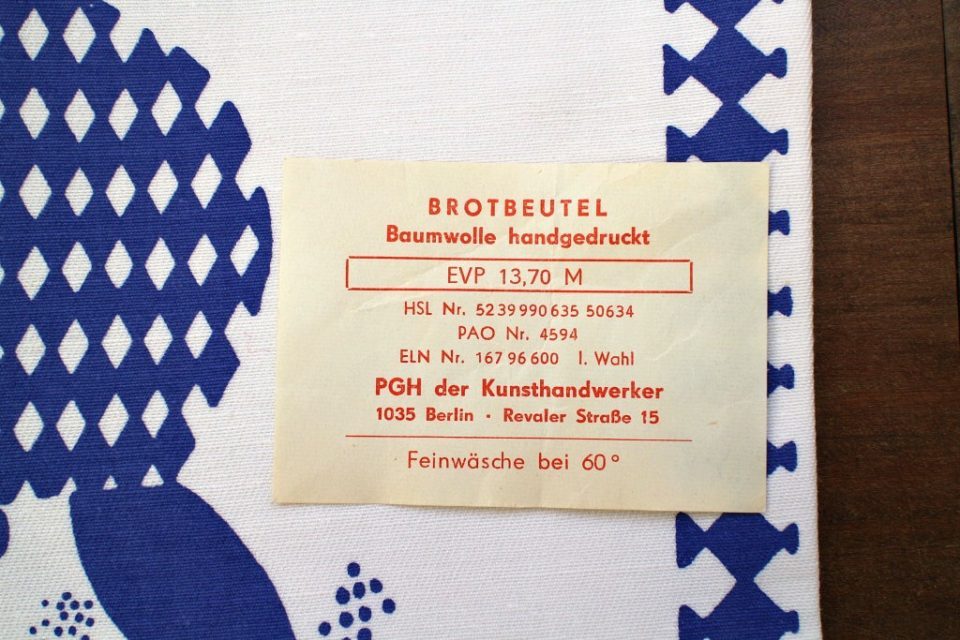 BROTBEUTEL
Baumwolle handgedruckt
EVP 13,70 M
HSL Nr. 5239990635 50634
PAO Nr. 4594
ELN Nr. 167 96 600 I. Wahl
PGH der Kunsthandwerker
1035 Berlin · Revaler Straße 15
Feinwäsche bei 60°